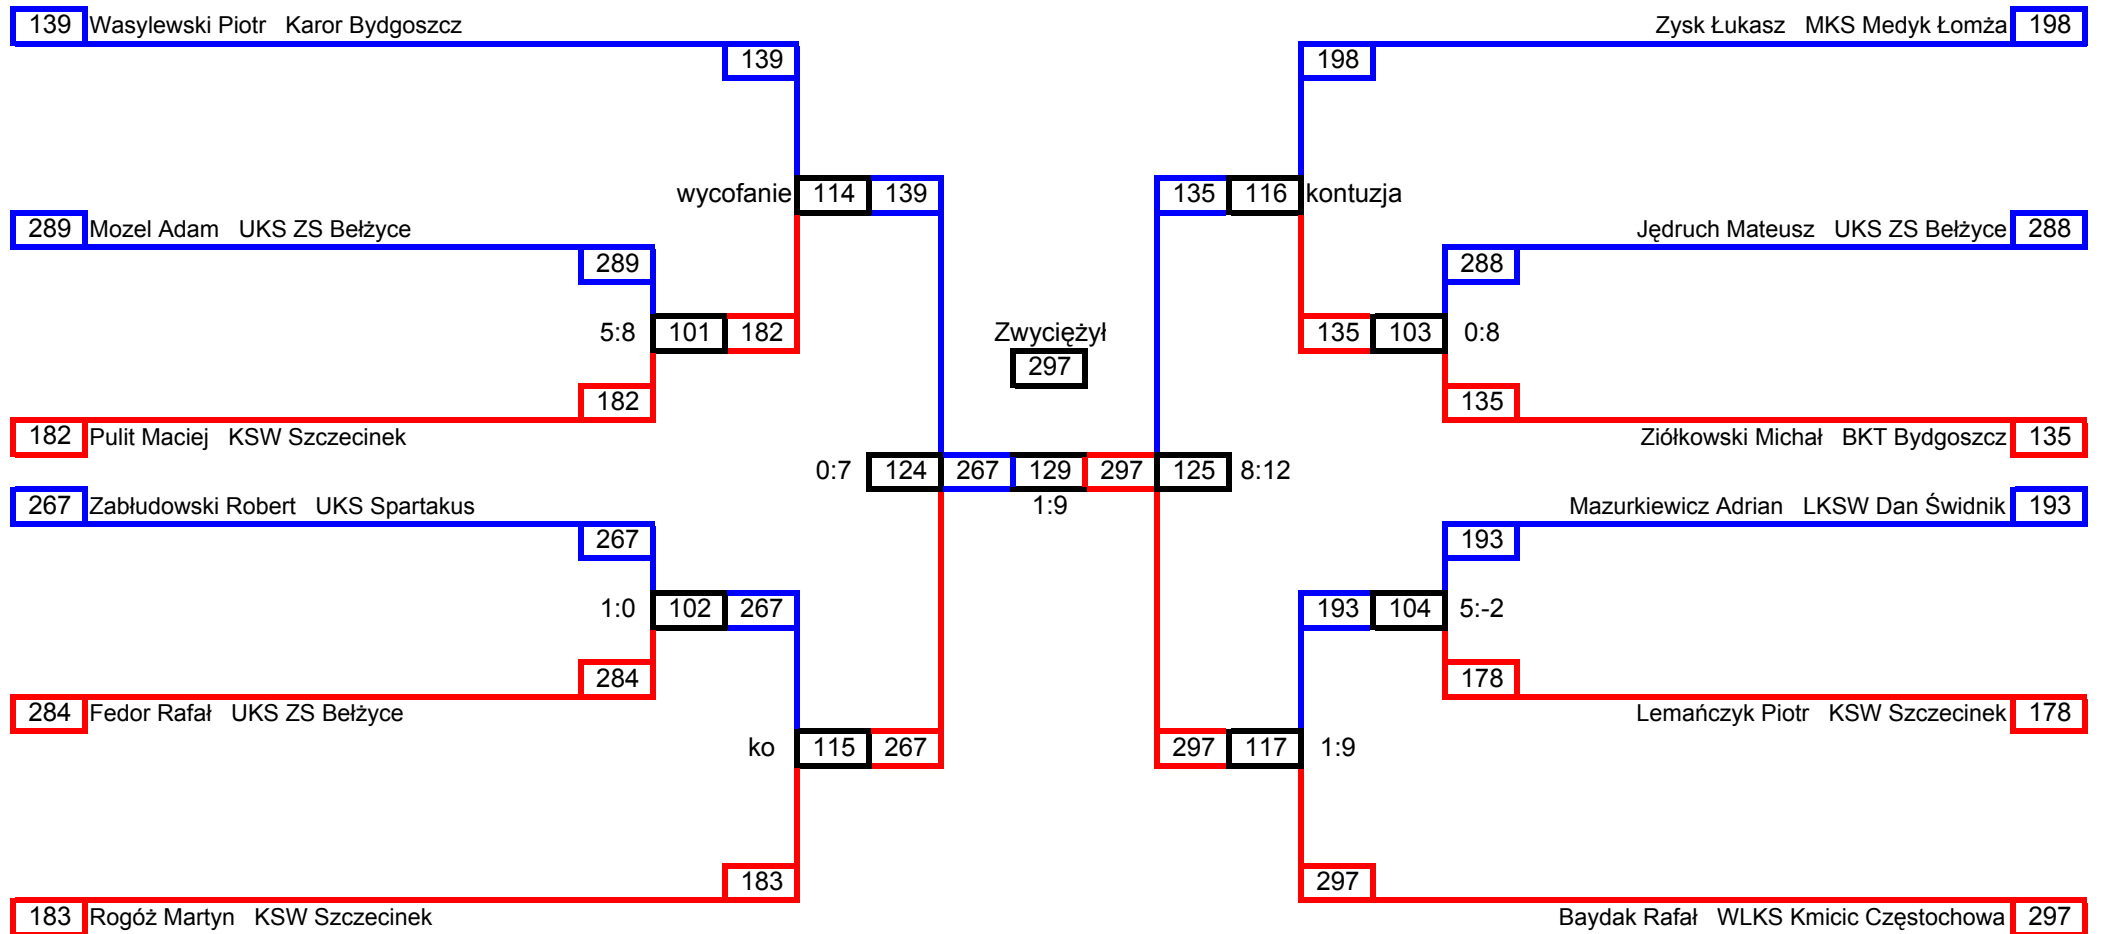 139 Wasylewski Piotr Karor Bydgoszcz
Zysk Łukasz MKS Medyk Łomża 198
139
198
wycofanie 114 139
135 116 kontuzja
289 Mozel Adam UKS ZS Bełżyce
Jędruch Mateusz UKS ZS Bełżyce 288
289
288
5:8 101 182
Zwyciężył
135 103 0:8
297
182
135
182 Pulit Maciej KSW Szczecinek
Ziółkowski Michał BKT Bydgoszcz 135
0:7 124 267 129 297 125 8:12
1:9
267 Zabłudowski Robert UKS Spartakus
Mazurkiewicz Adrian LKSW Dan Świdnik 193
267
193
1:0 102 267
193 104 5:-2
284
178
284 Fedor Rafał UKS ZS Bełżyce
Lemańczyk Piotr KSW Szczecinek 178
ko 115 267
297 117 1:9
183
297
183 Rogóż Martyn KSW Szczecinek
Baydak Rafał WLKS Kmicic Częstochowa 297